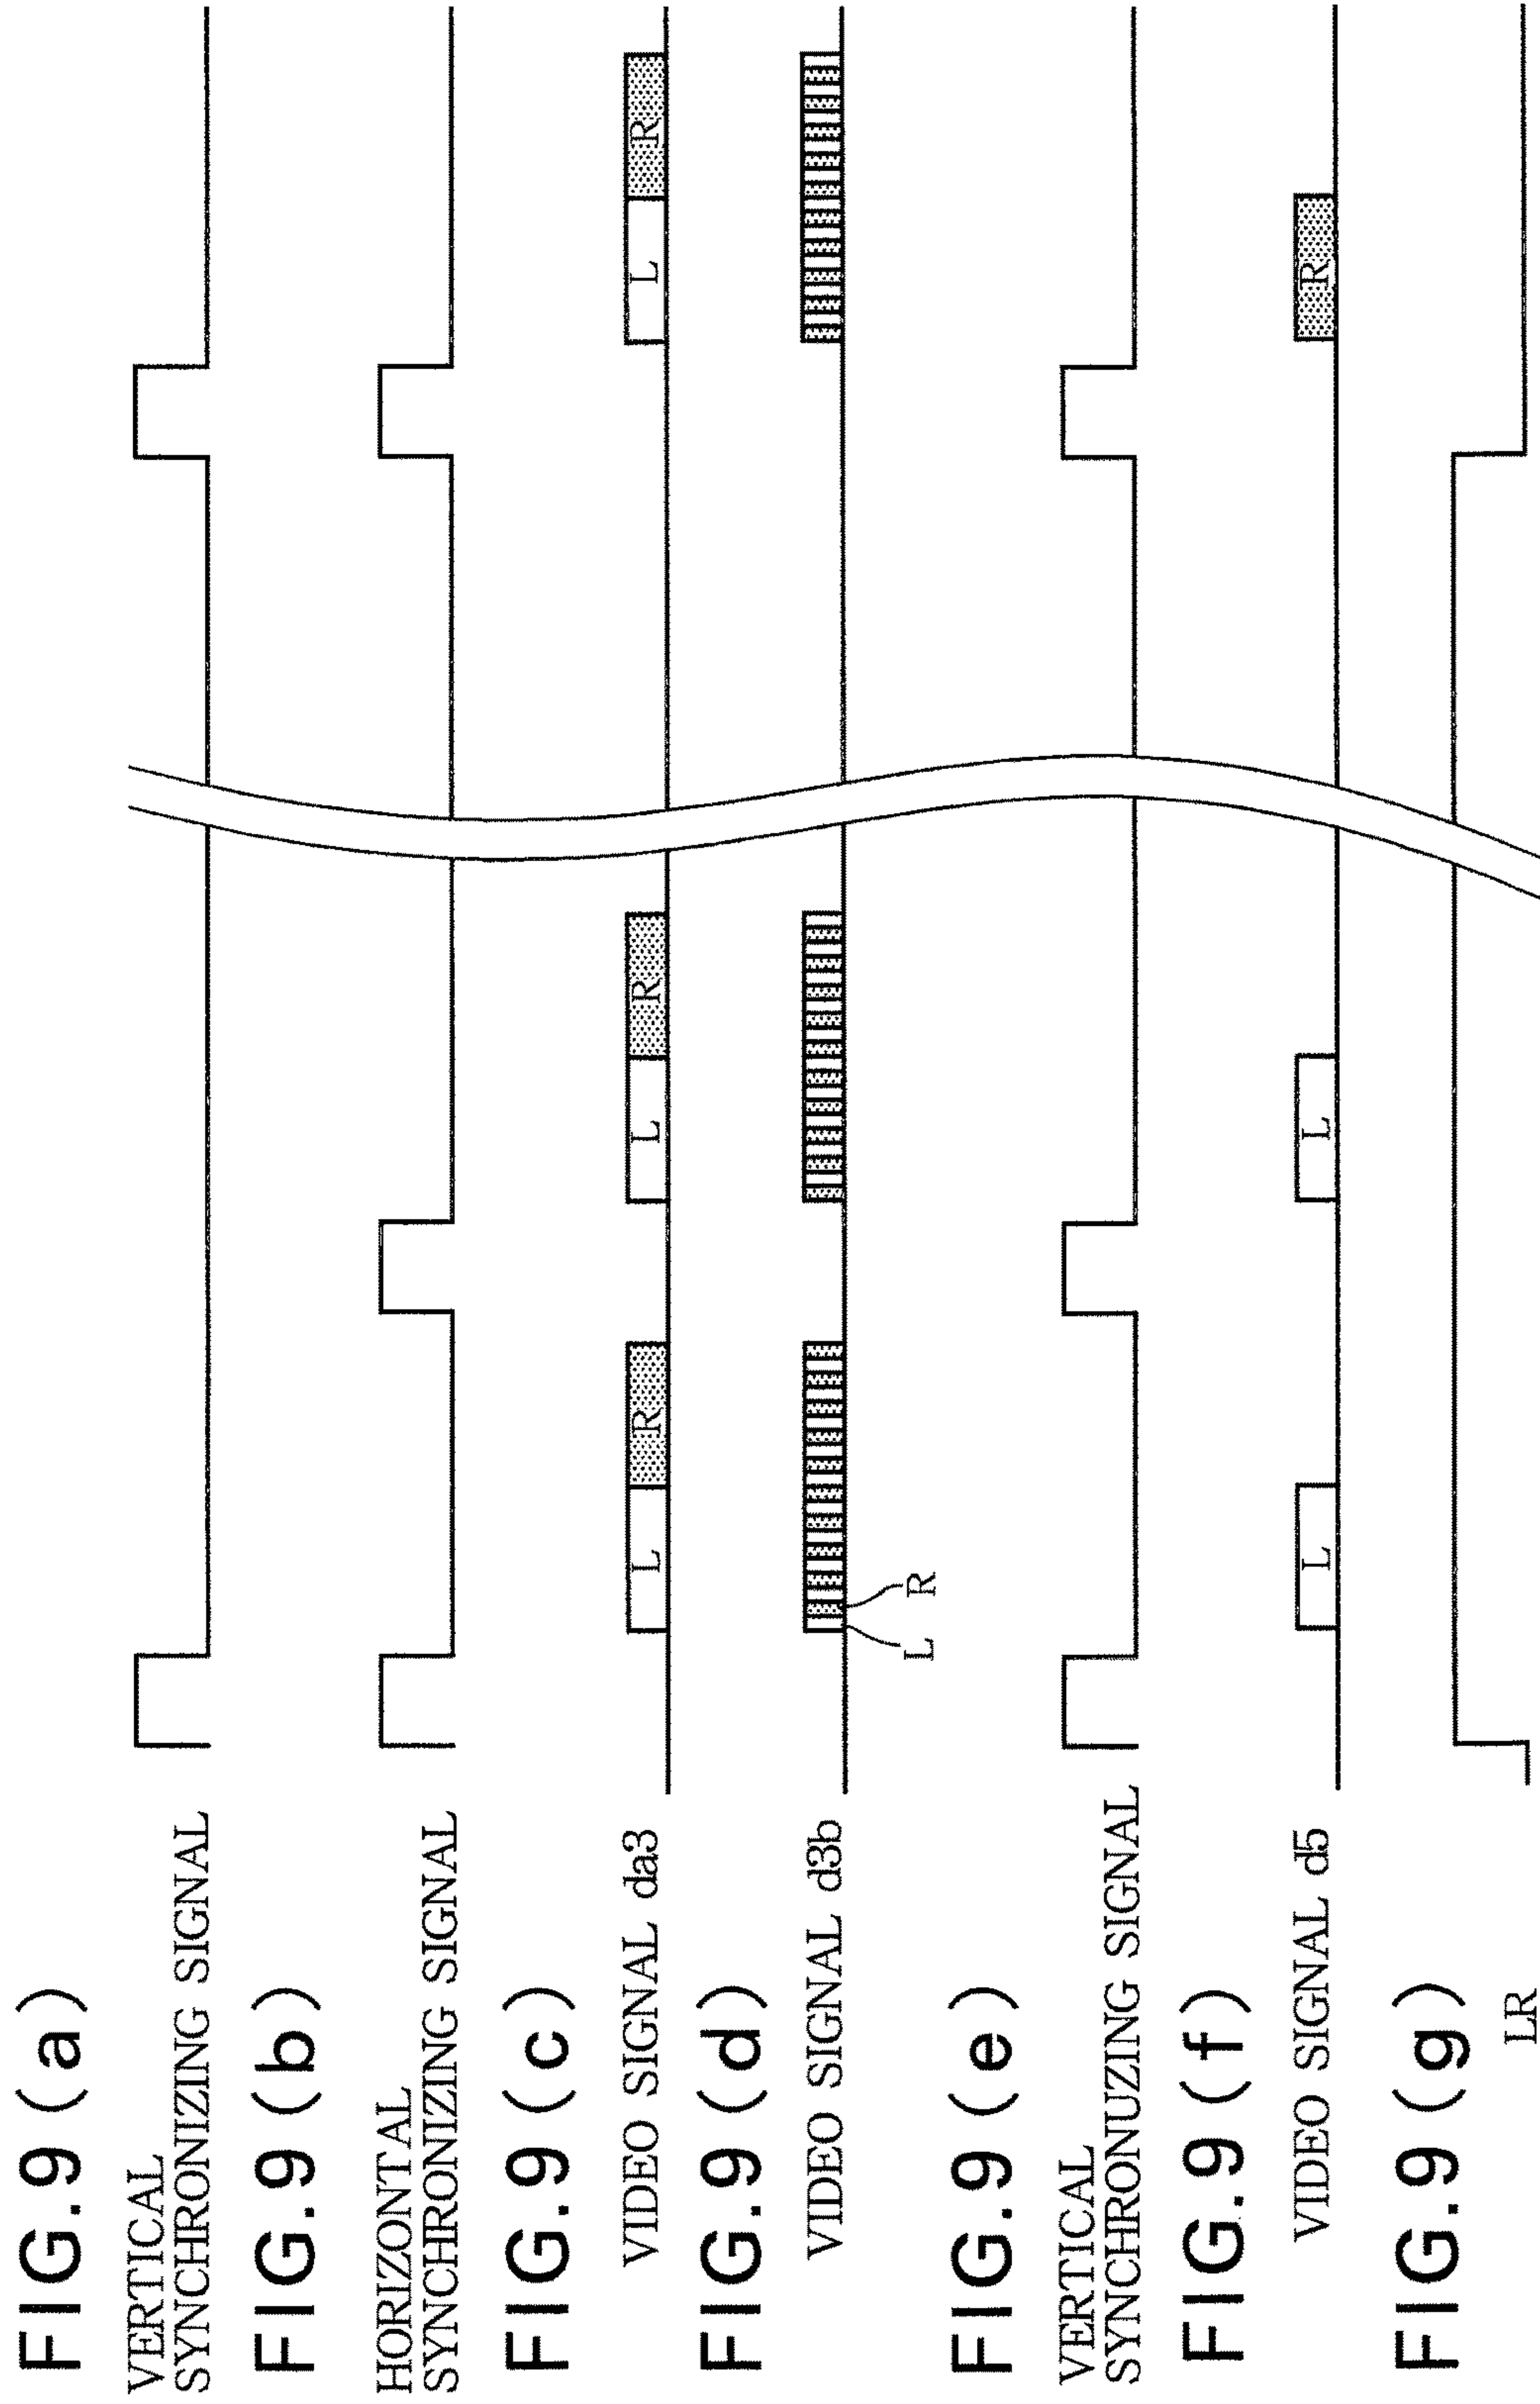 FIG.9 (a)
VERTICAL
SYNCHRONIZING SIGNAL
FIG.9 (b)
HORIZONTAL
SYNCHRONIZING SIGNAL
FIG.9 (c)
VIDEO SIGNAL da3
L R L R L R
FIG.9 (d)
VIDEO SIGNAL d3b
L R
FIG.9 (e)
VERTICAL
SYNCHRONUZING SIGNAL
FIG.9 (f)
VIDEO SIGNAL d5
L L R
FIG.9 (g)
LR